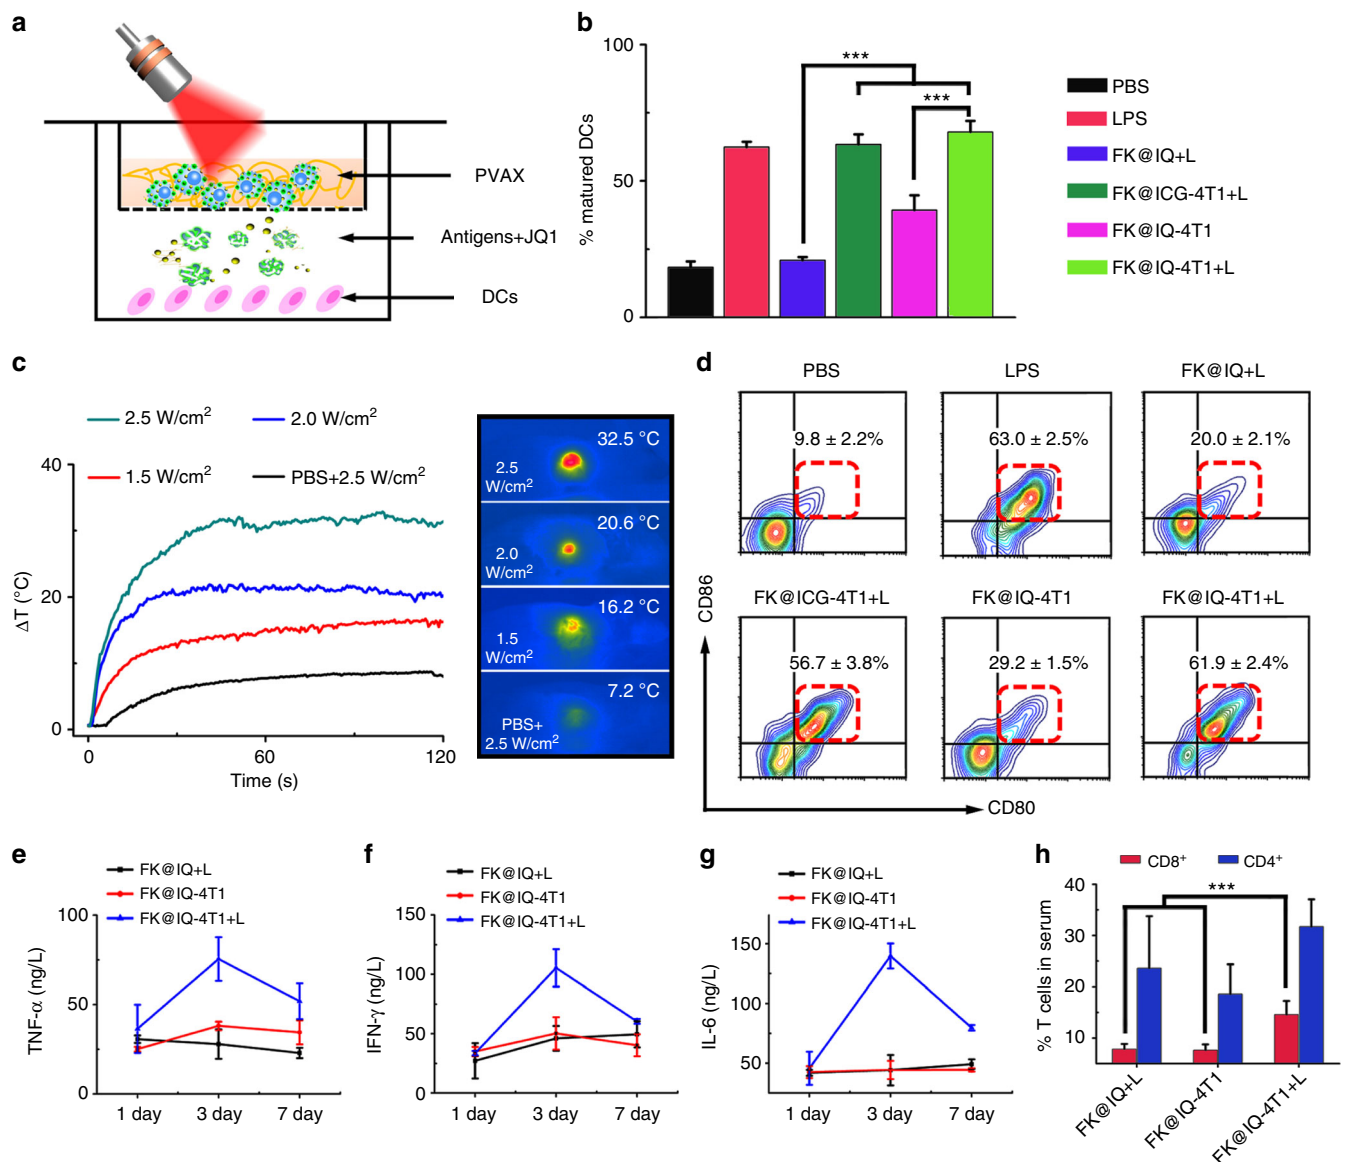 a
PVAX
Antigens+JQ1
DCs
b
100
50
0
% matured DCs
***
***
PBS
LPS
FK@IQ+L
FK@ICG-4T1+L
FK@IQ-4T1
FK@IQ-4T1+L
c
2.5 W/cm²
2.0 W/cm²
1.5 W/cm²
PBS+2.5 W/cm²
40
20
0
ΔT (°C)
0
60
120
Time (s)
32.5 °C
2.5
W/cm²
20.6 °C
2.0
W/cm²
16.2 °C
1.5
W/cm²
7.2 °C
PBS+
2.5 W/cm²
d
PBS
LPS
FK@IQ+L
9.8 ± 2.2%
63.0 ± 2.5%
20.0 ± 2.1%
FK@ICG-4T1+L
FK@IQ-4T1
FK@IQ-4T1+L
56.7 ± 3.8%
29.2 ± 1.5%
61.9 ± 2.4%
CD86
CD80
e
FK@IQ+L
FK@IQ-4T1
FK@IQ-4T1+L
100
50
0
TNF-α (ng/L)
1 day
3 day
7 day
f
FK@IQ+L
FK@IQ-4T1
FK@IQ-4T1+L
150
100
50
0
IFN-γ (ng/L)
1 day
3 day
7 day
g
FK@IQ+L
FK@IQ-4T1
FK@IQ-4T1+L
150
100
50
IL-6 (ng/L)
1 day
3 day
7 day
h
CD8⁺
CD4⁺
***
40
30
20
10
% T cells in serum
FK@IQ+L
FK@IQ-4T1
FK@IQ-4T1+L